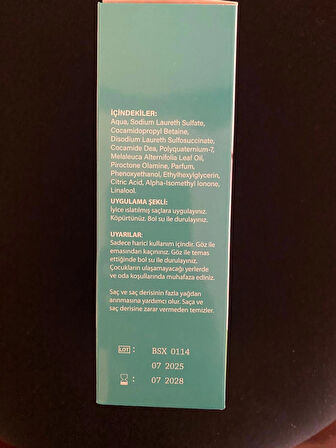 İÇİNDEKİLER:
Aqua, Sodium Laureth Sulfate,
Cocamidopropyl Betaine,
Disodium Laureth Sulfosuccinate,
Cocamide Dea, Polyquaternium-7,
Melaleuca Alternifolia Leaf Oil,
Piroctone Olamine, Parfum,
Phenoxyethanol, Ethylhexylglycerin,
Citric Acid, Alpha-Isomethyl Ionone,
Linalool.
UYGULAMA ŞEKLİ:
İyice ıslatılmış saçlara uygulayınız.
Köpürtünüz. Bol su ile durulayınız.
UYARILAR:
Sadece harici kullanım içindir. Göz ile
temasından kaçınınız. Göz ile temas
ettiğinde bol su ile durulayınız.
Çocukların ulaşamayacağı yerlerde
ve oda koşullarında muhafaza ediniz.
Saç ve saç derisinin fazla yağdan
arınmasına yardımcı olur. Saça ve
saç derisine zarar vermeden temizler.
LOT : BSX 0114
07 2025
: 07 2028